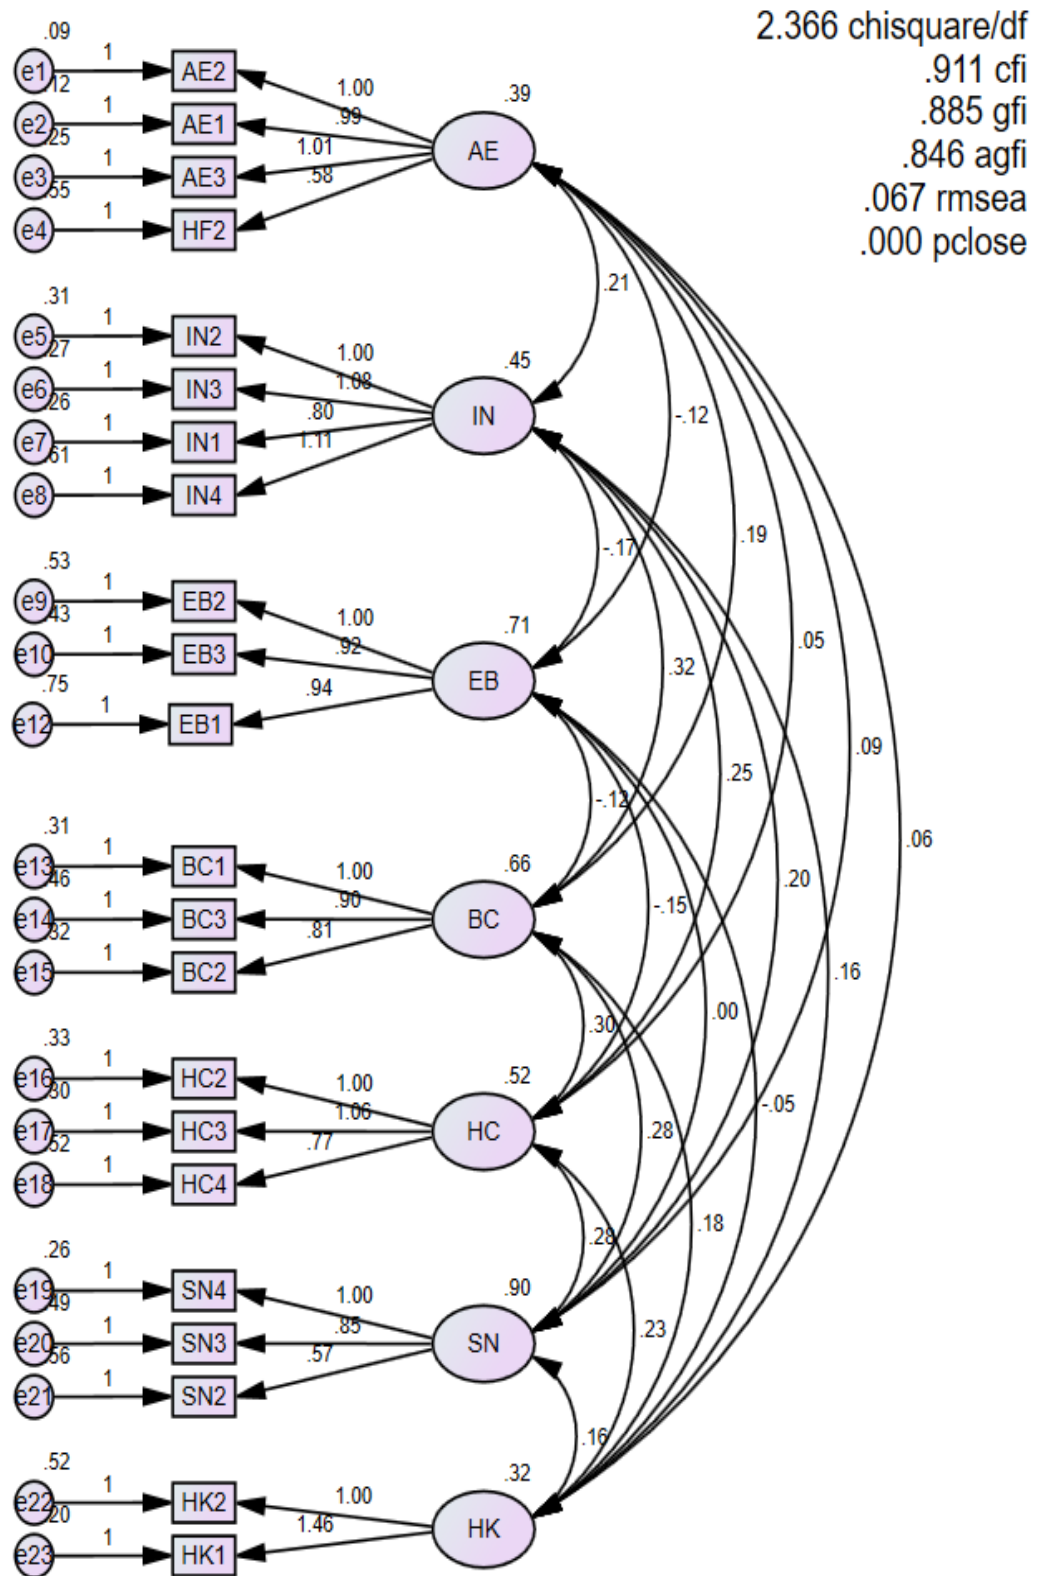 2.366 chisquare/df
.911 cfi
.885 gfi
.846 agfi
.067 rmsea
.000 pclose
.09
e1 1 AE2 1.00 .39
.12
e2 1 AE1 .99 AE
.25
e3 1 AE3 1.01
.55
e4 1 HF2 .58
.21
.31
e5 1 IN2 1.00 .45
.27
e6 1 IN3 1.08 IN -.12
.26
e7 1 IN1 .80
.61
e8 1 IN4 1.11
-.17 .19
.53
e9 1 EB2 1.00 .71
.43
e10 1 EB3 .92 EB .32 .05
.75
e12 1 EB1 .94
.25 .09
-.12
.31
e13 1 BC1 1.00 .66 .06
.46
e14 1 BC3 .90 BC -.15 .20
.32
e15 1 BC2 .81 .16
.30 .00
.33
e16 1 HC2 1.00 .52
.30
e17 1 HC3 1.06 HC .28 -.05
.52
e18 1 HC4 .77
.28 .18
.26
e19 1 SN4 1.00 .90
.49
e20 1 SN3 .85 SN .23
.56
e21 1 SN2 .57
.16
.52
e22 1 HK2 1.00 .32
.20
e23 1 HK1 1.46 HK